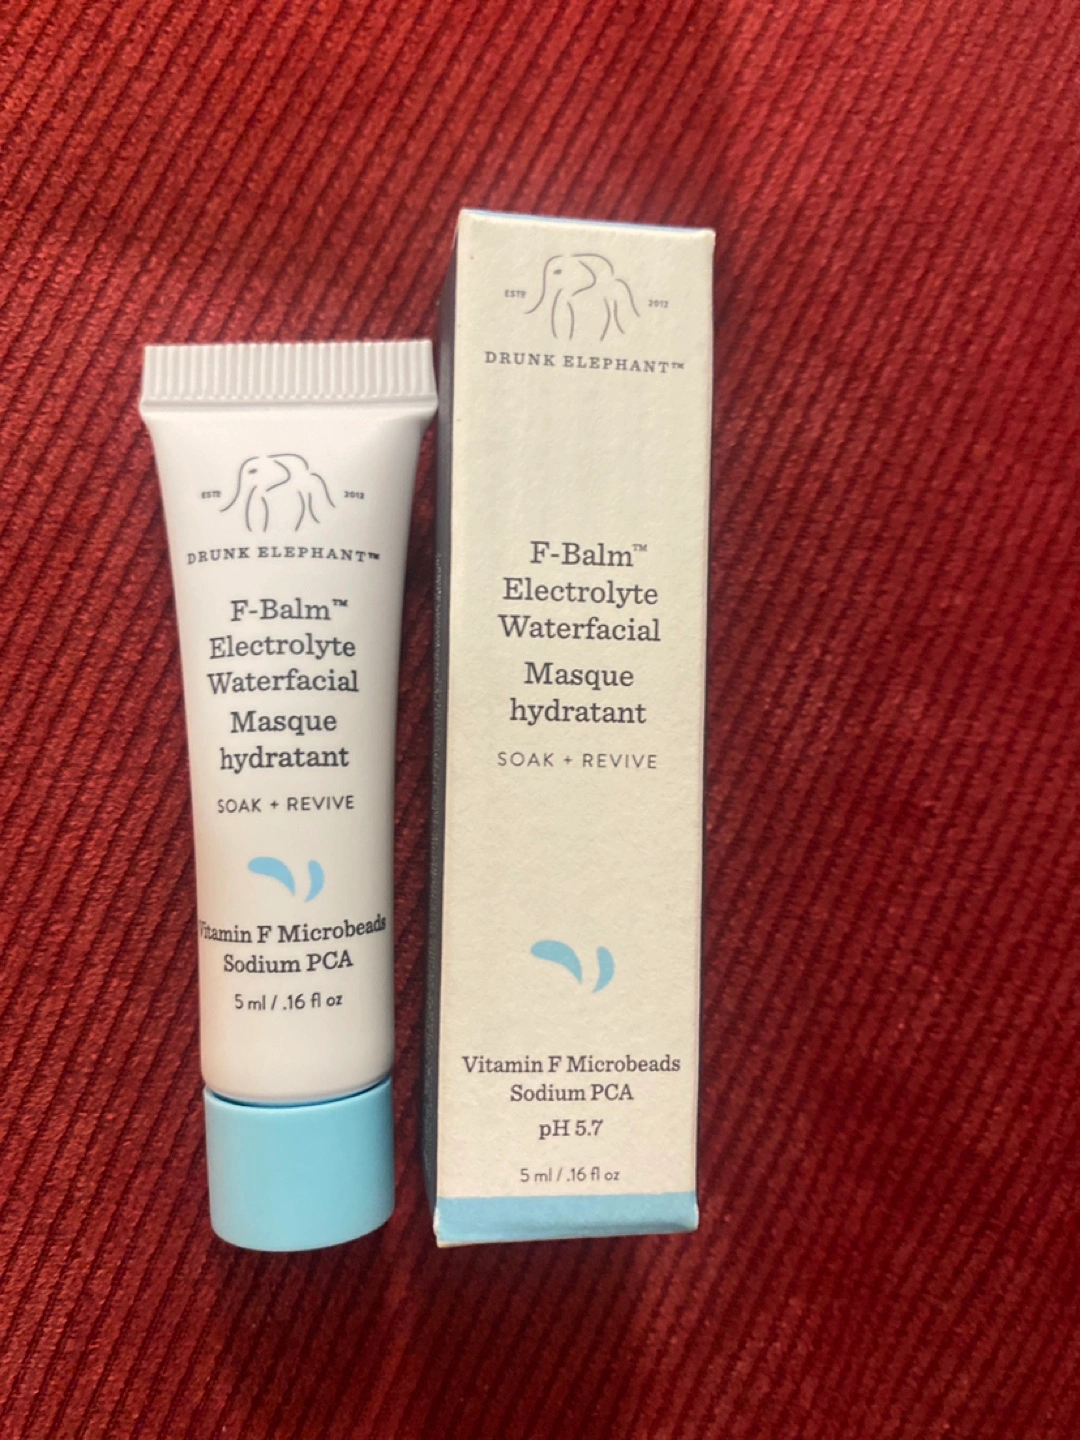 ESTD 2012
DRUNK ELEPHANT™
F-Balm™
Electrolyte
Waterfacial
Masque
hydratant
SOAK + REVIVE
Vitamin F Microbeads
Sodium PCA
5 ml / .16 fl oz
ESTD 2012
DRUNK ELEPHANT™
F-Balm™
Electrolyte
Waterfacial
Masque
hydratant
SOAK + REVIVE
Vitamin F Microbeads
Sodium PCA
pH 5.7
5 ml / .16 fl oz